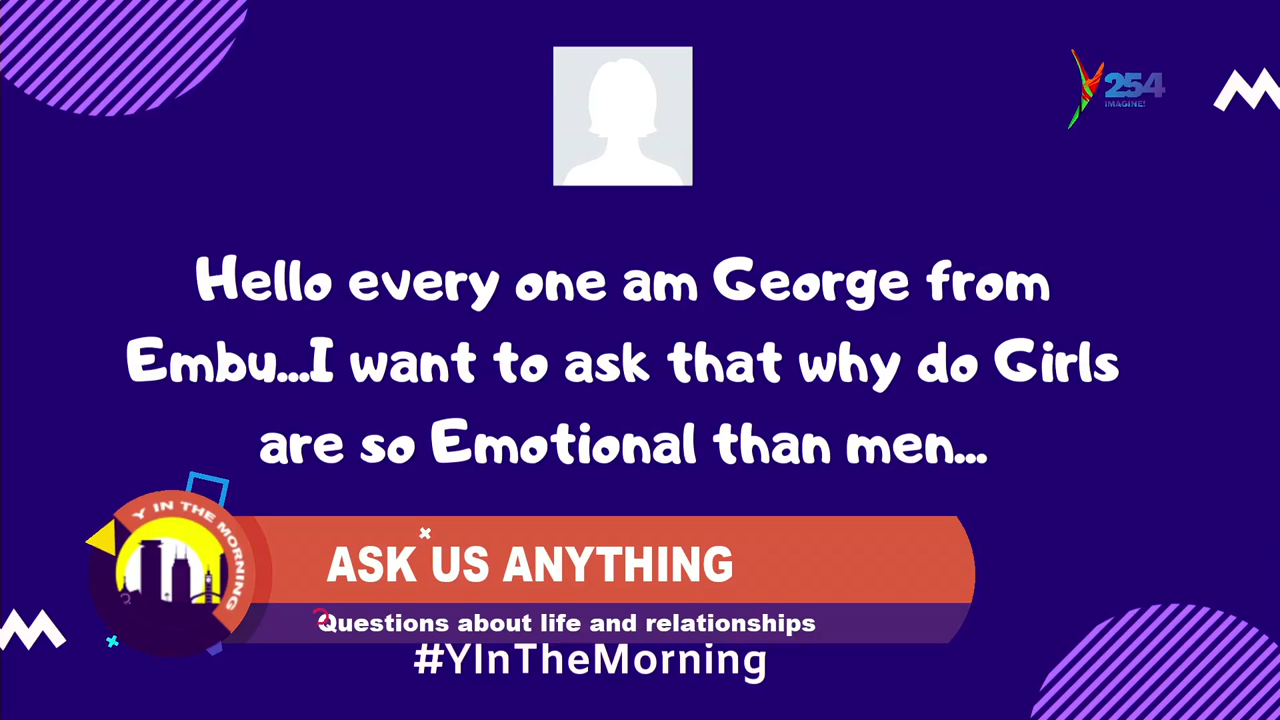 254
IMAGINE!
Hello every one am George from
Embu...I want to ask that why do Girls
are so Emotional than men...
Y IN THE MORNING
ASK US ANYTHING
Questions about life and relationships
#YInTheMorning